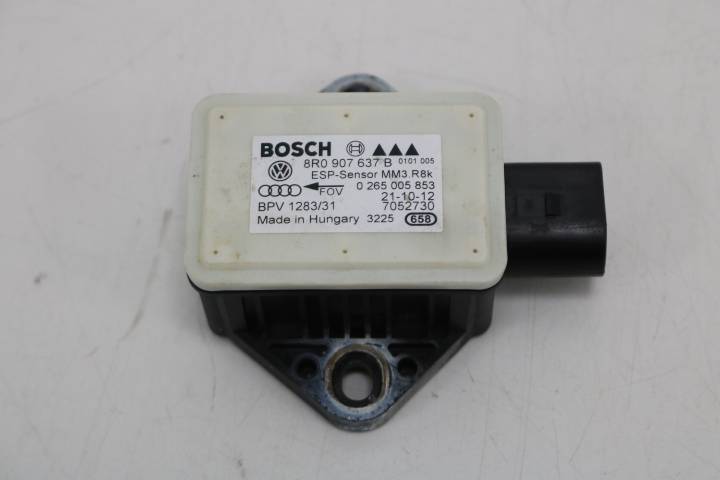 BOSCH
8R0 907 637 B 0101 005
ESP-Sensor MM3.R8k
FOV 0 265 005 853
BPV 1283/31 21-10-12
7052730
Made in Hungary 3225 658